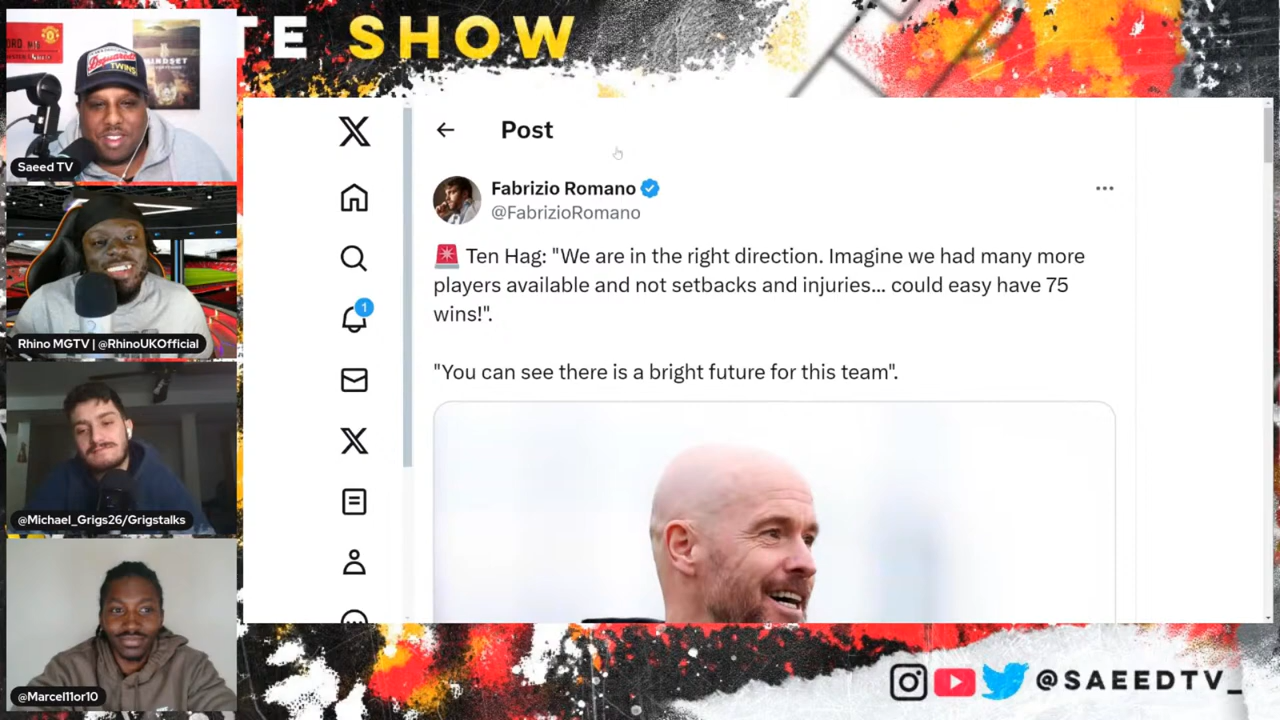 TE SHOW
MINDSET
TWINS
Saeed TV
Rhino MGTV | @RhinoUKOfficial
@Michael_Grigs26/Grigstalks
@Marcel11or10
Post
Fabrizio Romano
@FabrizioRomano
1
Ten Hag: "We are in the right direction. Imagine we had many more
players available and not setbacks and injuries... could easy have 75
wins!".
"You can see there is a bright future for this team".
@SAEEDTV_